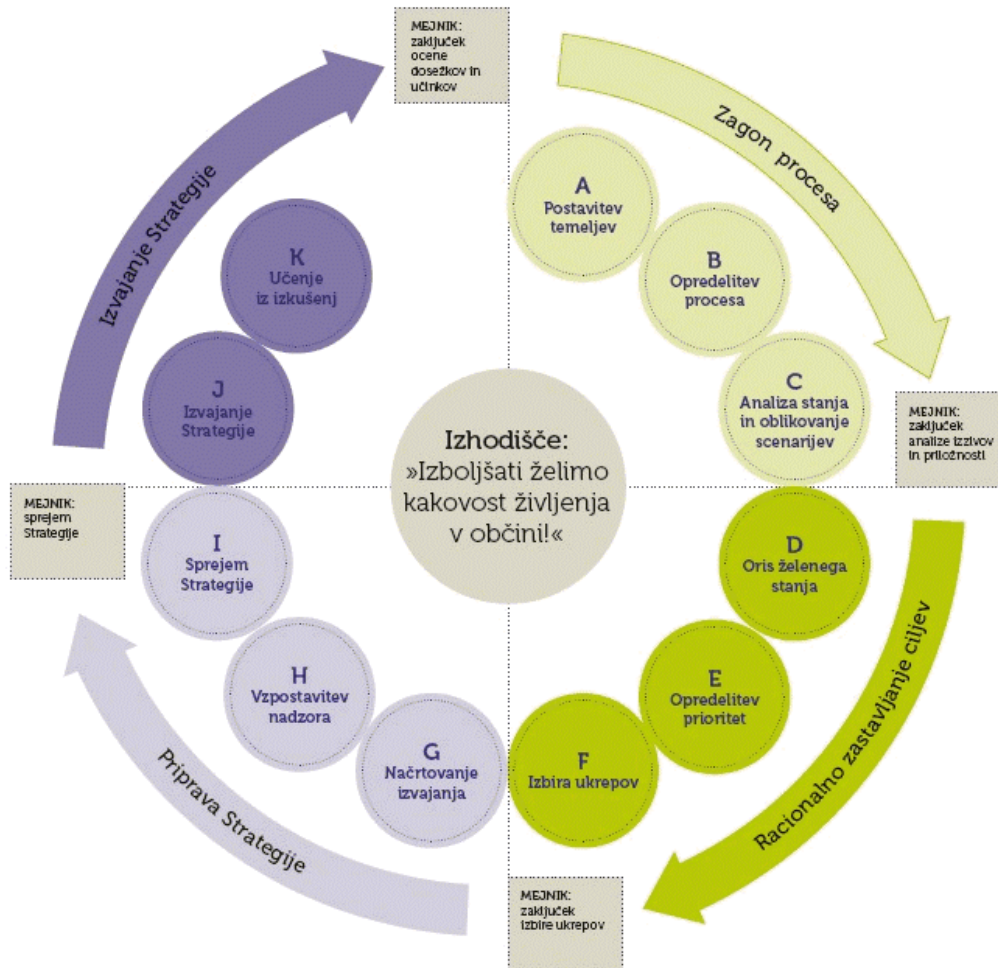 MEJNIK:
zaključek
ocene
dosežkov in
učinkov
Zagon procesa
A
Postavitev
temeljev
B
Opredelitev
procesa
C
Analiza stanja
in oblikovanje
scenarijev
MEJNIK:
zaključek
analize izzivov
in priložnosti
Izhodišče:
»Izboljšati želimo
kakovost življenja
v občini!«
D
Oris želenega
stanja
E
Opredelitev
prioritet
F
Izbira ukrepov
Racionalno zastavljanje ciljev
MEJNIK:
zaključek
izbire ukrepov
G
Načrtovanje
izvajanja
H
Vzpostavitev
nadzora
I
Sprejem
Strategije
Priprava Strategije
MEJNIK:
sprejem
Strategije
J
Izvajanje
Strategije
K
Učenje
iz izkušenj
Izvajanje Strategije